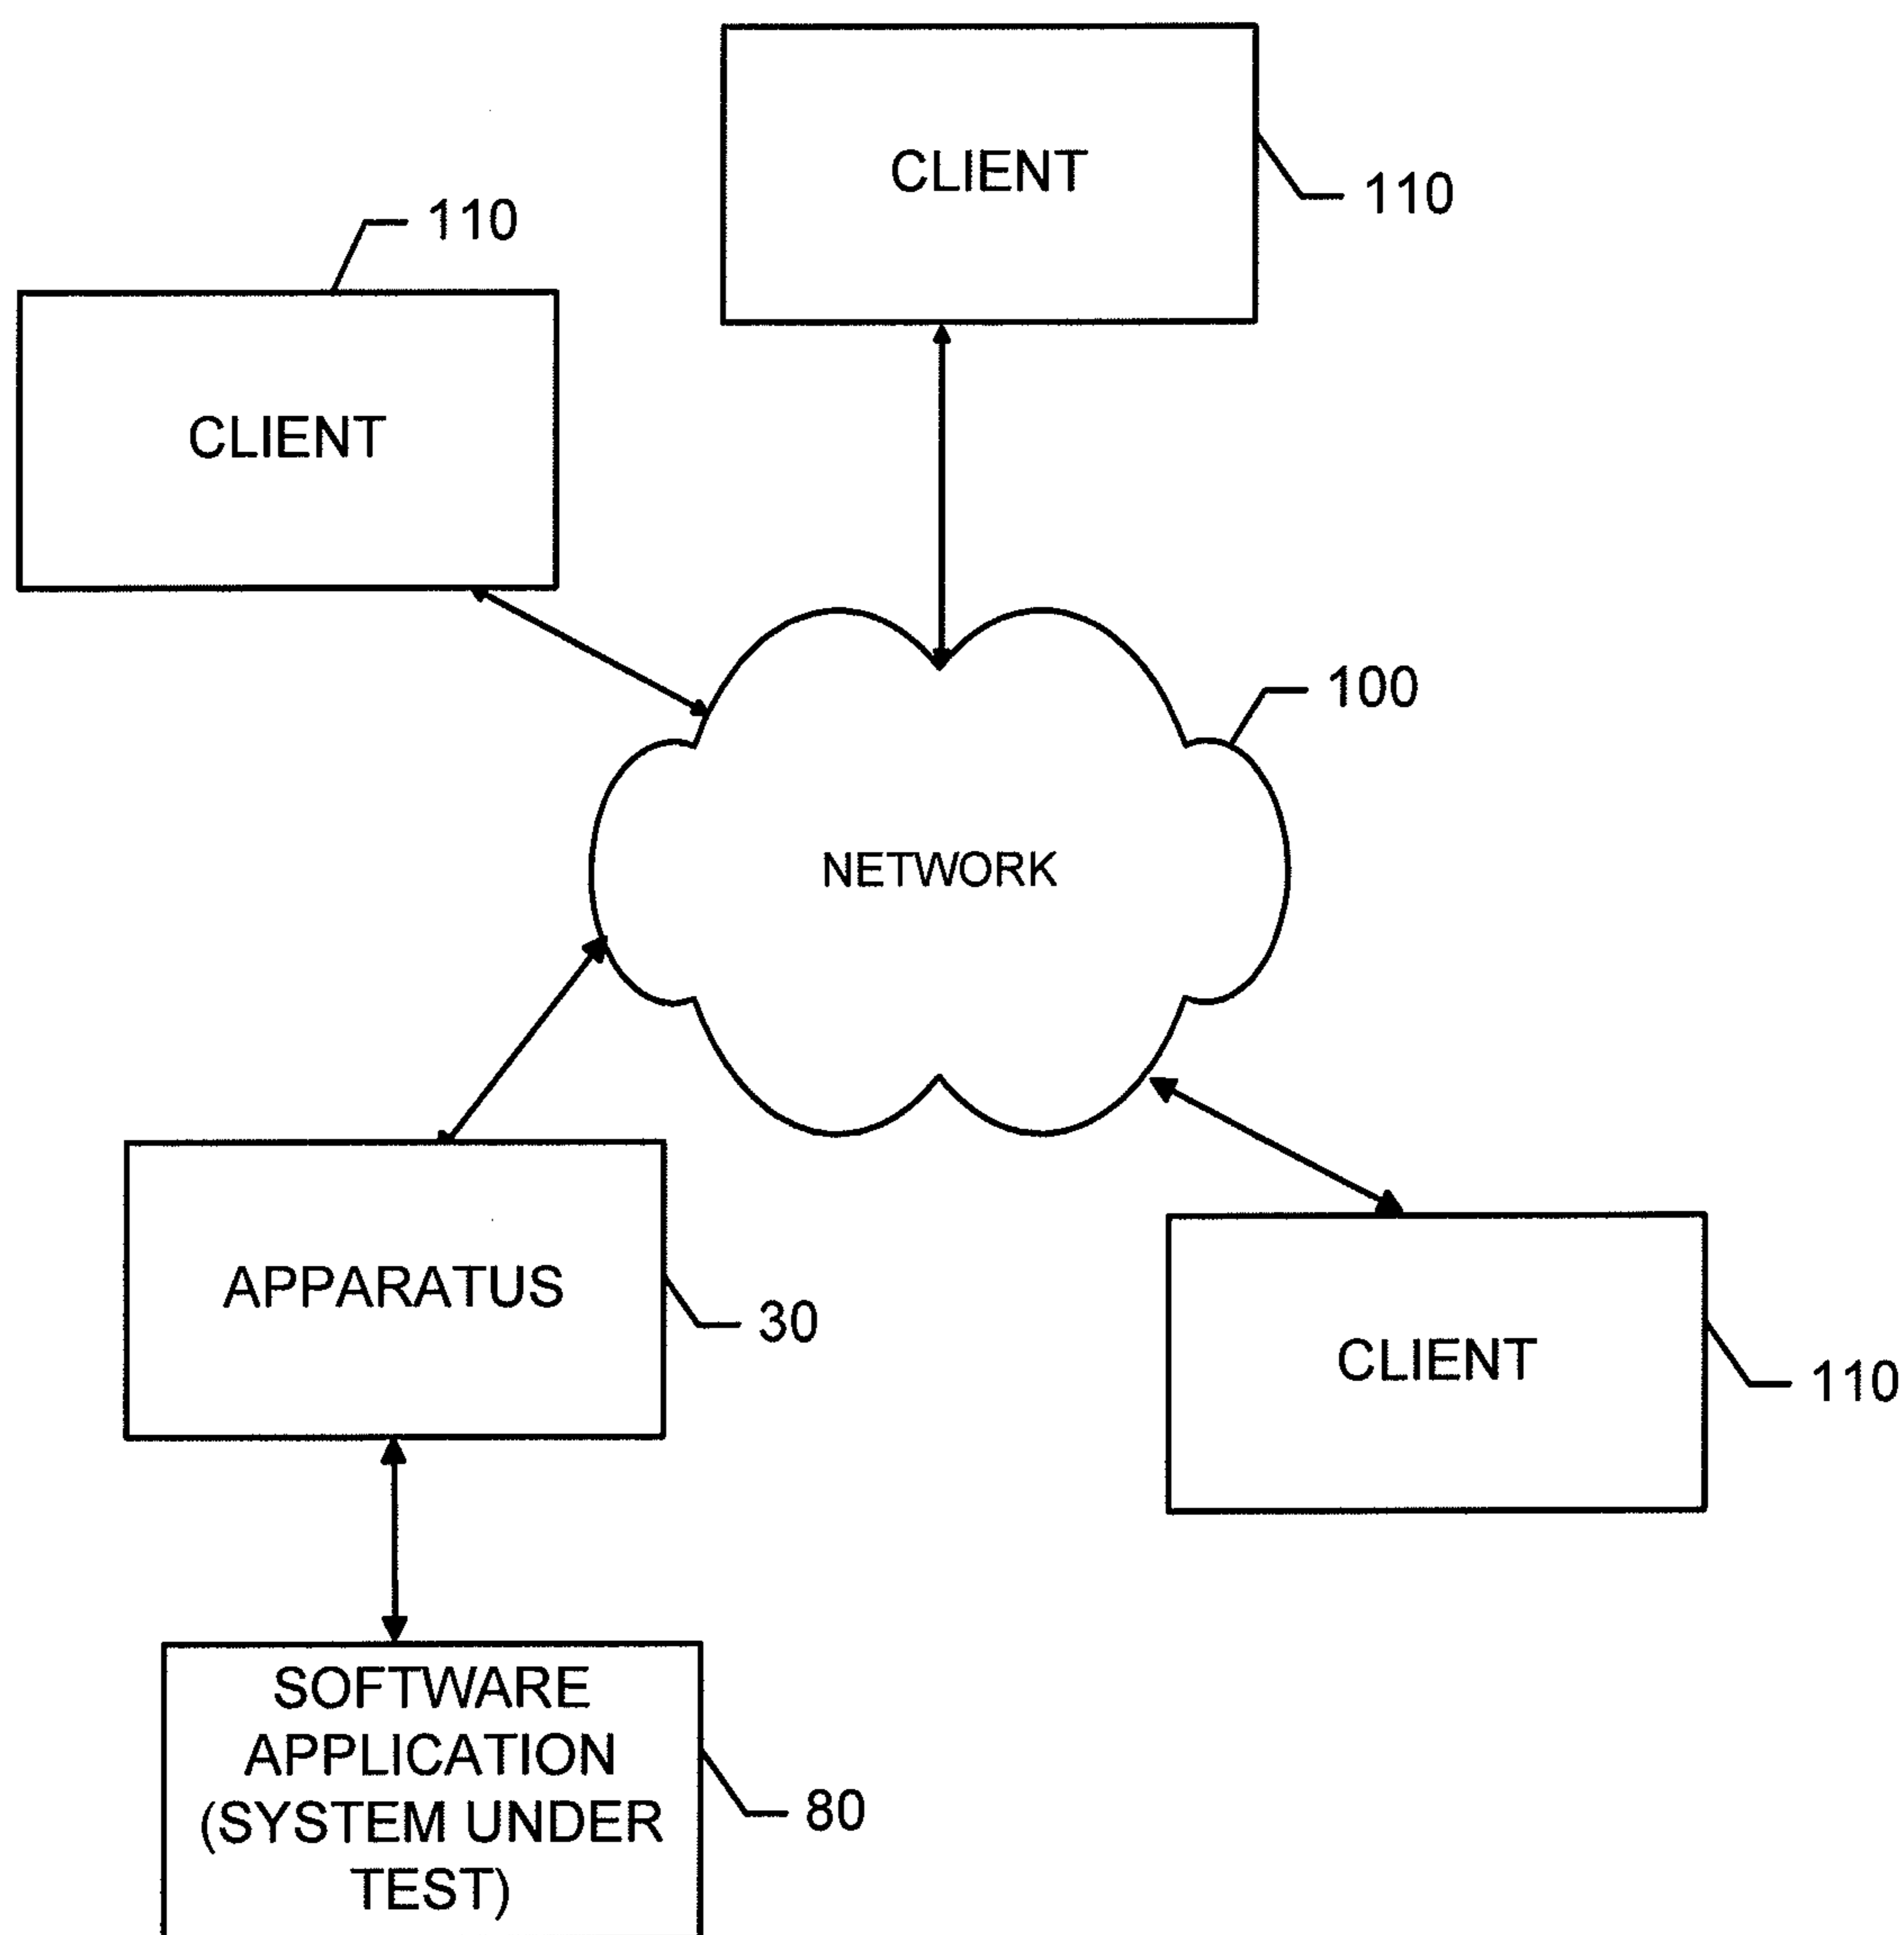 CLIENT
110
110
CLIENT
100
NETWORK
APPARATUS
30
CLIENT
110
SOFTWARE
APPLICATION
(SYSTEM UNDER
TEST)
80